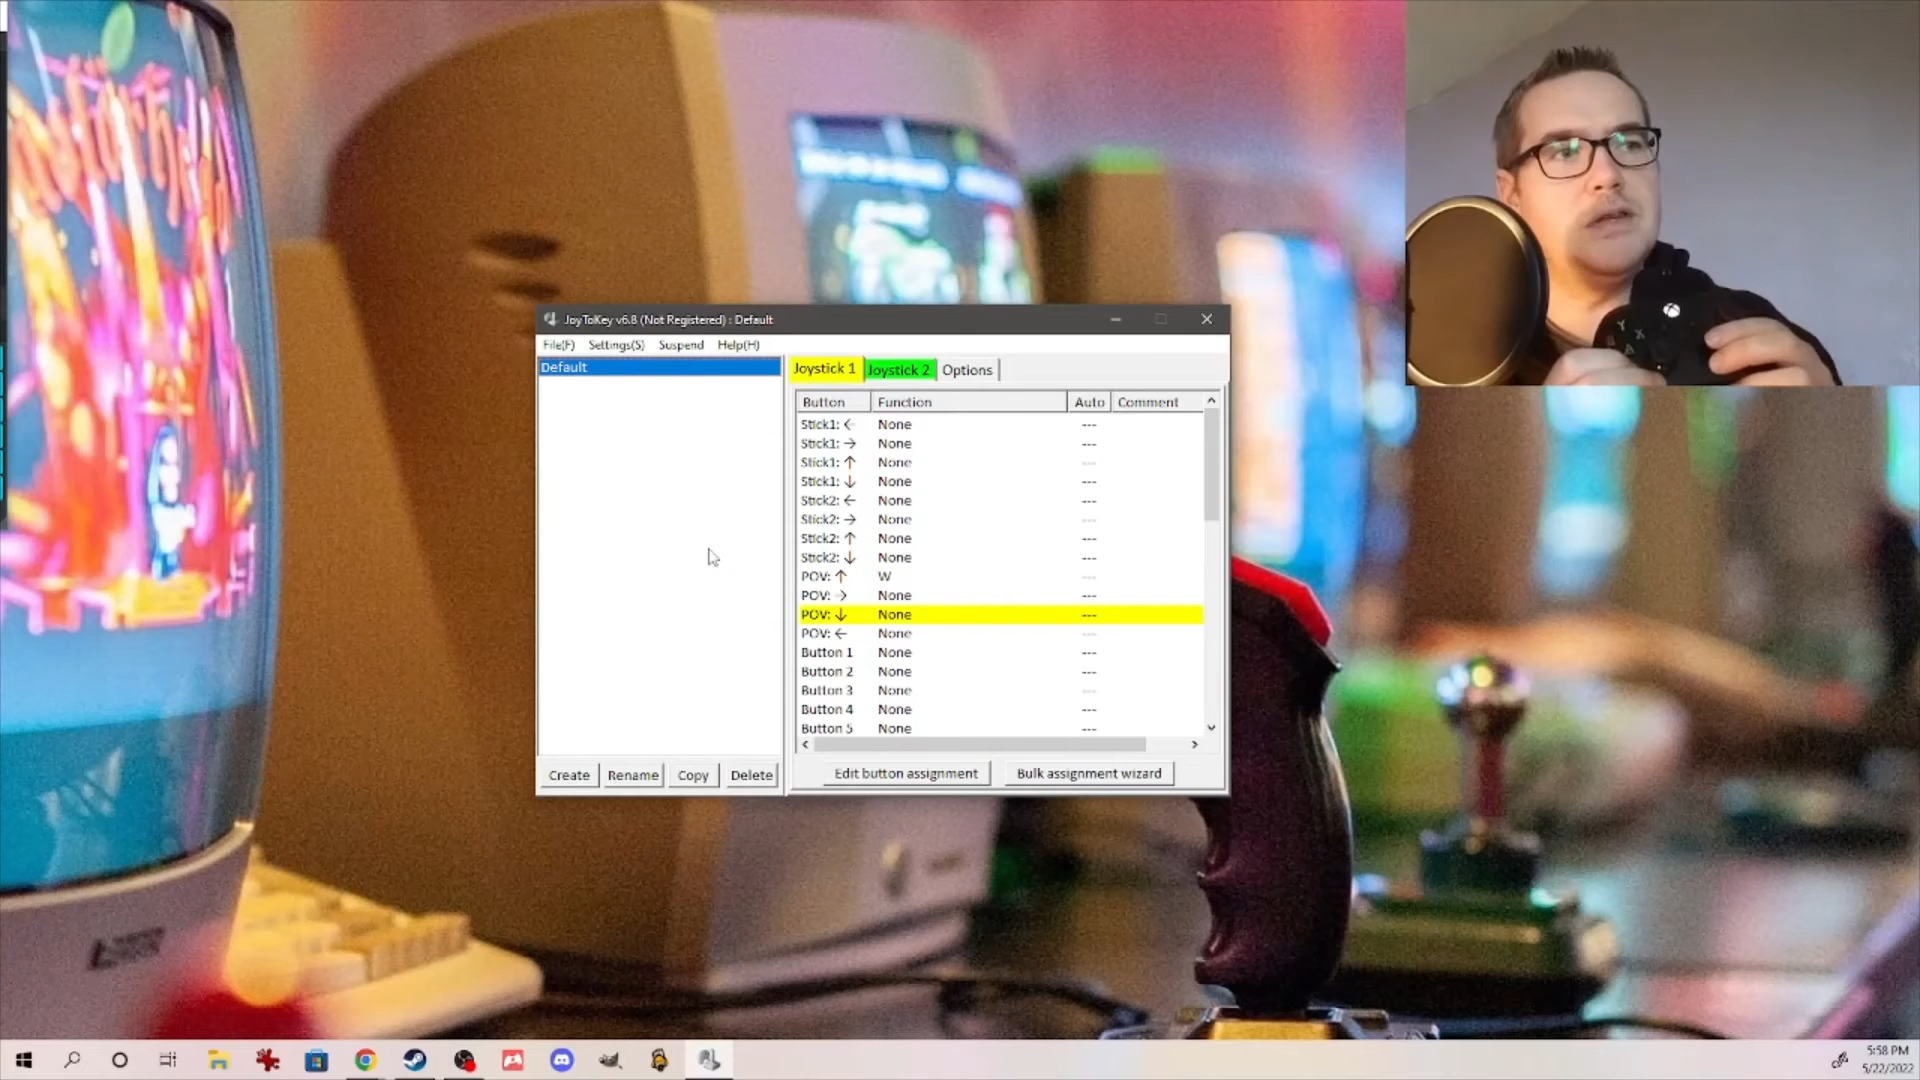 JoyToKey v6.8 (Not Registered) : Default
File(F) Settings(S) Suspend Help(H)
Default
Joystick 1 Joystick 2 Options
Button Function Auto Comment
Stick1: ← None ---
Stick1: → None ---
Stick1: ↑ None ---
Stick1: ↓ None ---
Stick2: ← None ---
Stick2: → None ---
Stick2: ↑ None ---
Stick2: ↓ None ---
POV: ↑ W ---
POV: → None ---
POV: ↓ None ---
POV: ← None ---
Button 1 None ---
Button 2 None ---
Button 3 None ---
Button 4 None ---
Button 5 None ---
Create Rename Copy Delete
Edit button assignment Bulk assignment wizard
Y
X
A
5:58 PM
5/22/2022